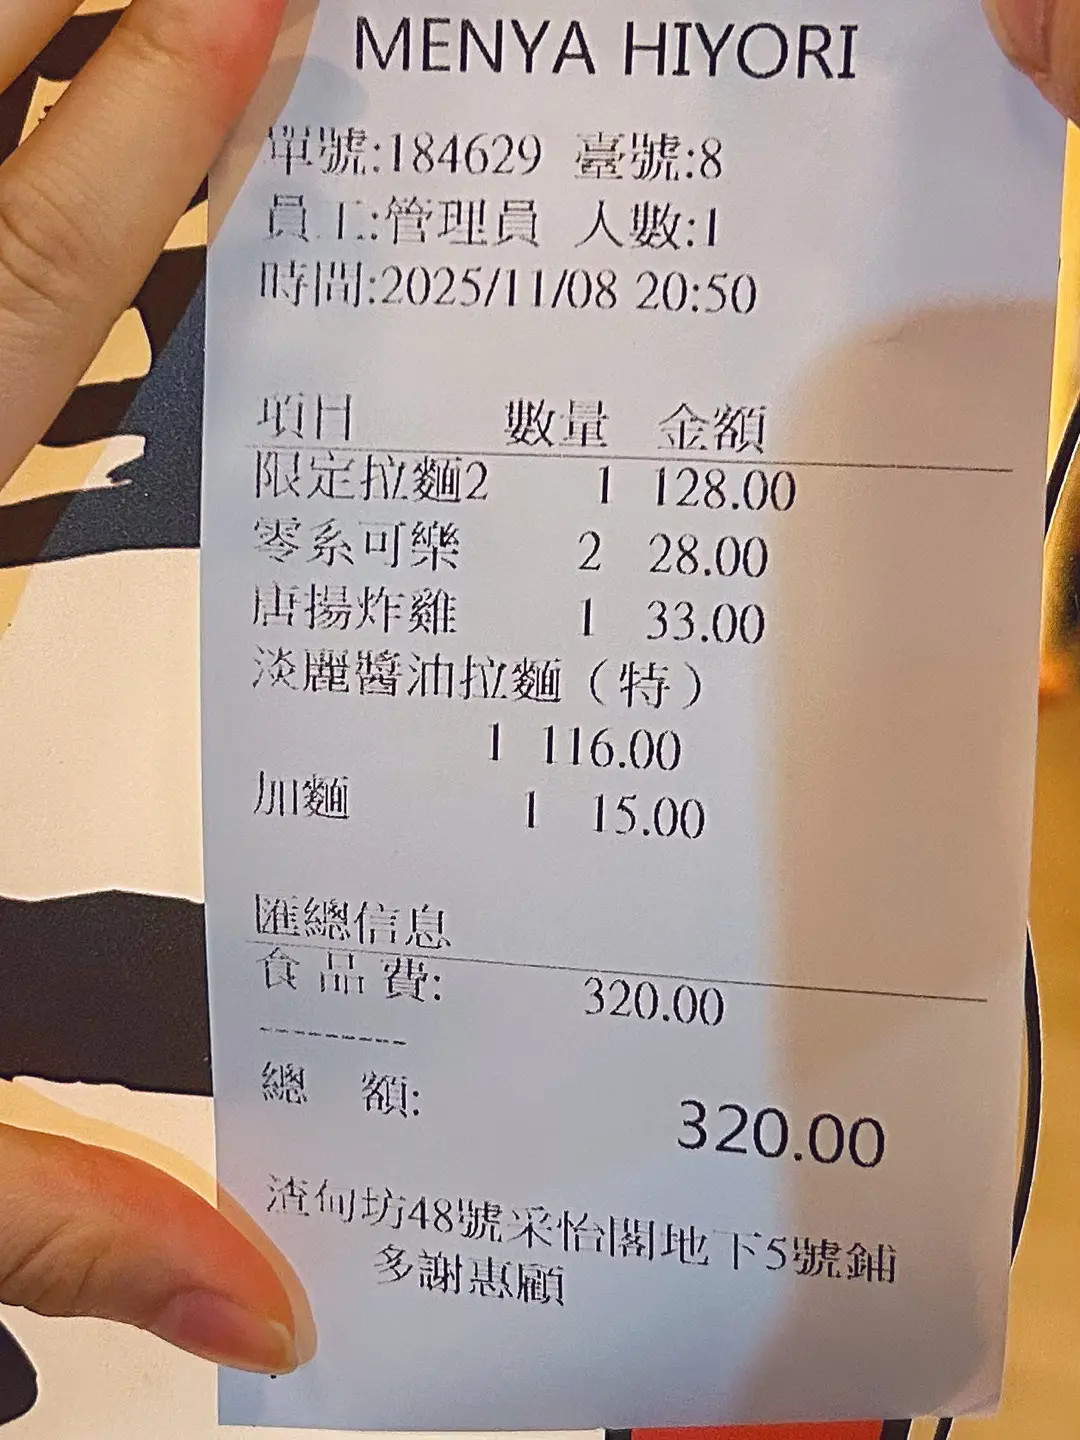 MENYA HIYORI
單號:184629 臺號:8
員工:管理員 人數:1
時間:2025/11/08 20:50
項目 數量 金額
限定拉麵2 1 128.00
零系可樂 2 28.00
唐揚炸雞 1 33.00
淡麗醬油拉麵（特）
1 116.00
加麵 1 15.00
匯總信息
食品費: 320.00
----------
總 額:
320.00
渣甸坊48號采怡閣地下5號鋪
多謝惠顧